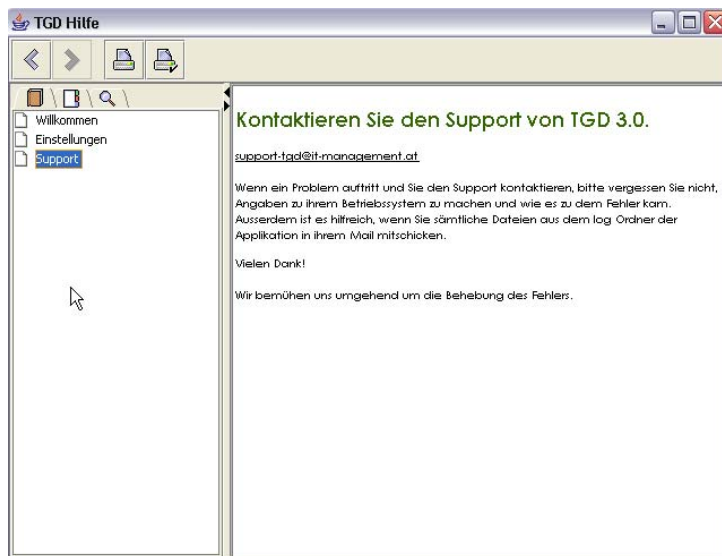 TGD Hilfe
Willkommen
Einstellungen
Support
Kontaktieren Sie den Support von TGD 3.0.
support-tgd@it-management.at
Wenn ein Problem auftritt und Sie den Support kontaktieren, bitte vergessen Sie nicht,
Angaben zu ihrem Betriebssystem zu machen und wie es zu dem Fehler kam.
Ausserdem ist es hilfreich, wenn Sie sämtliche Dateien aus dem log Ordner der
Applikation in ihrem Mail mitschicken.
Vielen Dank!
Wir bemühen uns umgehend um die Behebung des Fehlers.